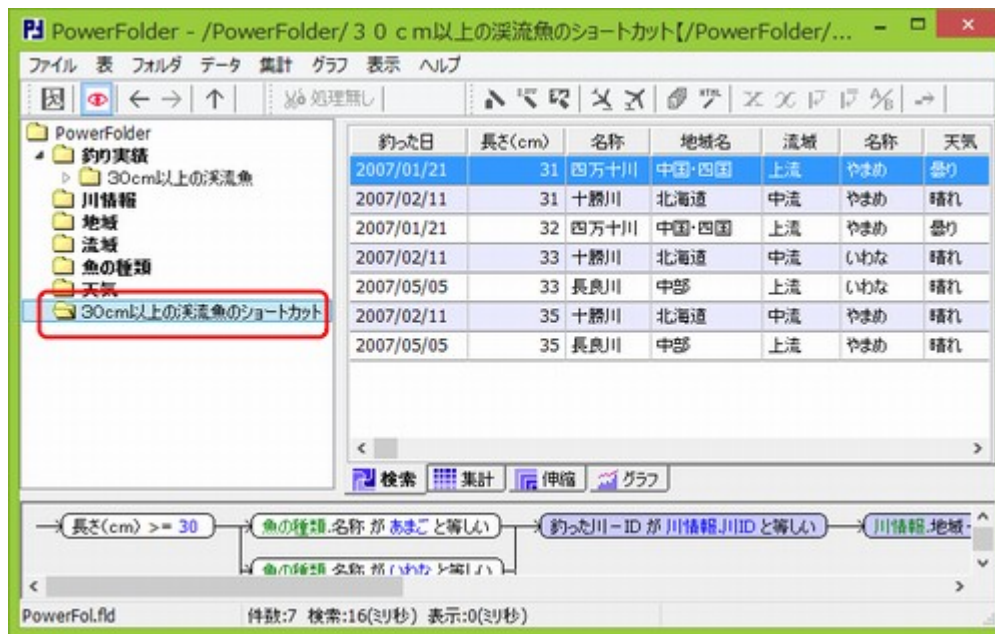 PowerFolder - /PowerFolder/３０ｃｍ以上の渓流魚のショートカット【/PowerFolder/...
ファイル 表 フォルダ データ 集計 グラフ 表示 ヘルプ
処理無し
PowerFolder
釣り実績
30cm以上の渓流魚
川情報
地域
流域
魚の種類
天気
30cm以上の渓流魚のショートカット
釣った日 長さ(cm) 名称 地域名 流域 名称 天気
2007/01/21 31 四万十川 中国・四国 上流 やまめ 曇り
2007/02/11 31 十勝川 北海道 中流 やまめ 晴れ
2007/01/21 32 四万十川 中国・四国 上流 やまめ 曇り
2007/02/11 33 十勝川 北海道 中流 いわな 晴れ
2007/05/05 33 長良川 中部 上流 いわな 晴れ
2007/02/11 35 十勝川 北海道 中流 やまめ 晴れ
2007/05/05 35 長良川 中部 上流 やまめ 晴れ
検索 集計 伸縮 グラフ
長さ(cm) >= 30 魚の種類.名称 が あまご と等しい 釣った川－ID が 川情報.川ID と等しい 川情報.地域-
魚の種類.名称 が いわな と等しい
PowerFol.fld 件数:7 検索:16(ミリ秒) 表示:0(ミリ秒)